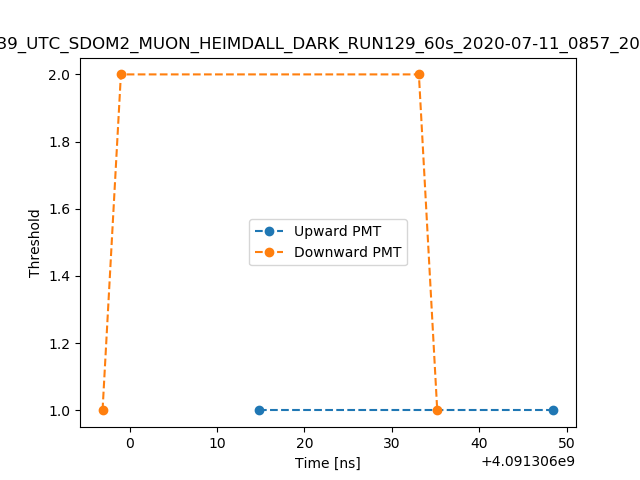 39_UTC_SDOM2_MUON_HEIMDALL_DARK_RUN129_60s_2020-07-11_0857_20
2.0
1.8
1.6
1.4
1.2
1.0
Threshold
Upward PMT
Downward PMT
0 10 20 30 40 50
Time [ns]
+4.091306e9